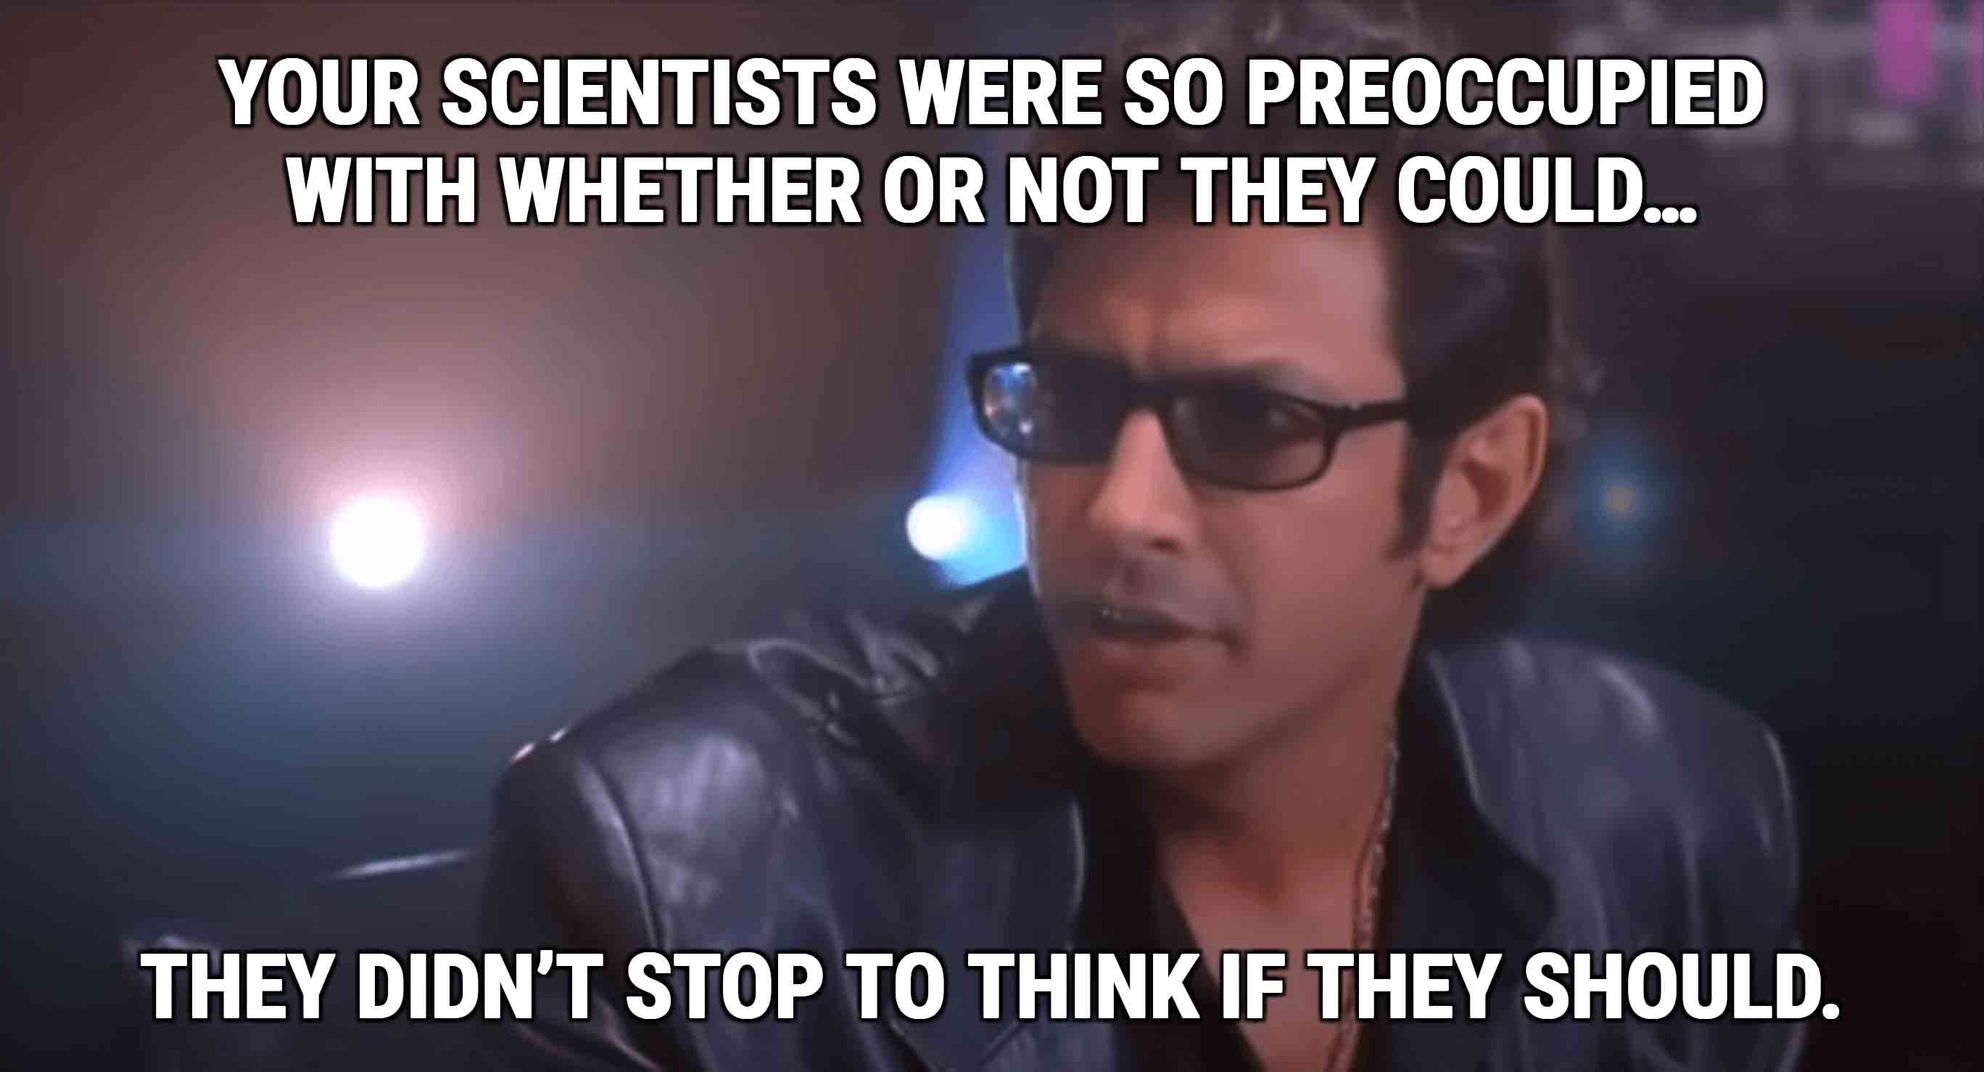 YOUR SCIENTISTS WERE SO PREOCCUPIED
WITH WHETHER OR NOT THEY COULD...
THEY DIDN'T STOP TO THINK IF THEY SHOULD.